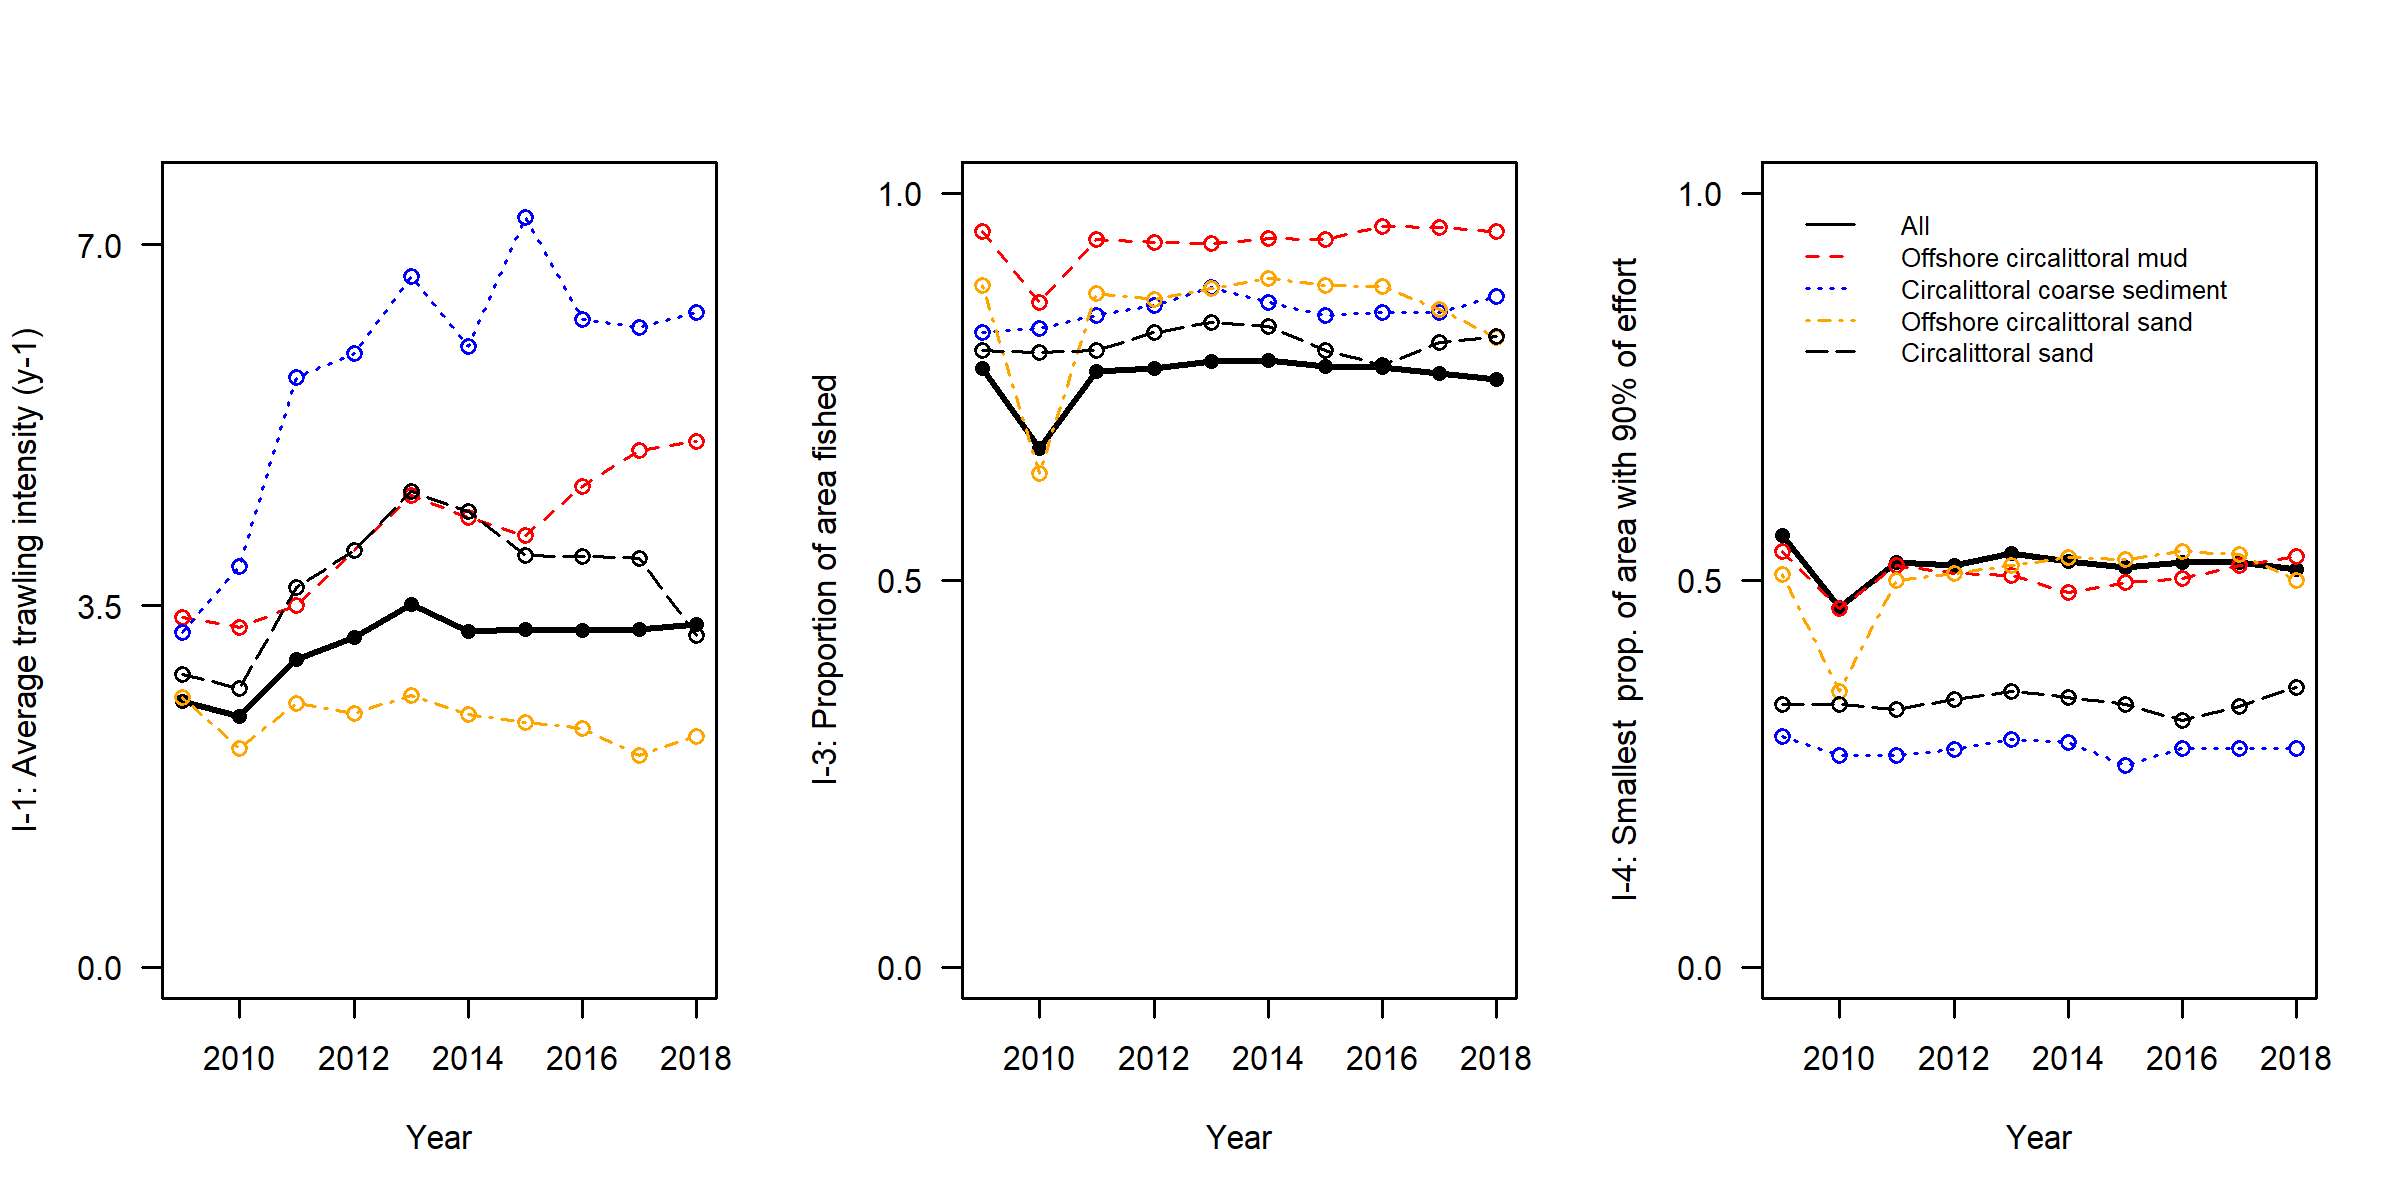 I-1: Average trawling intensity (y-1)
7.0
3.5
0.0
2010 2012 2014 2016 2018
Year
I-3: Proportion of area fished
1.0
0.5
0.0
2010 2012 2014 2016 2018
Year
I-4: Smallest prop. of area with 90% of effort
1.0
0.5
0.0
All
Offshore circalittoral mud
Circalittoral coarse sediment
Offshore circalittoral sand
Circalittoral sand
2010 2012 2014 2016 2018
Year